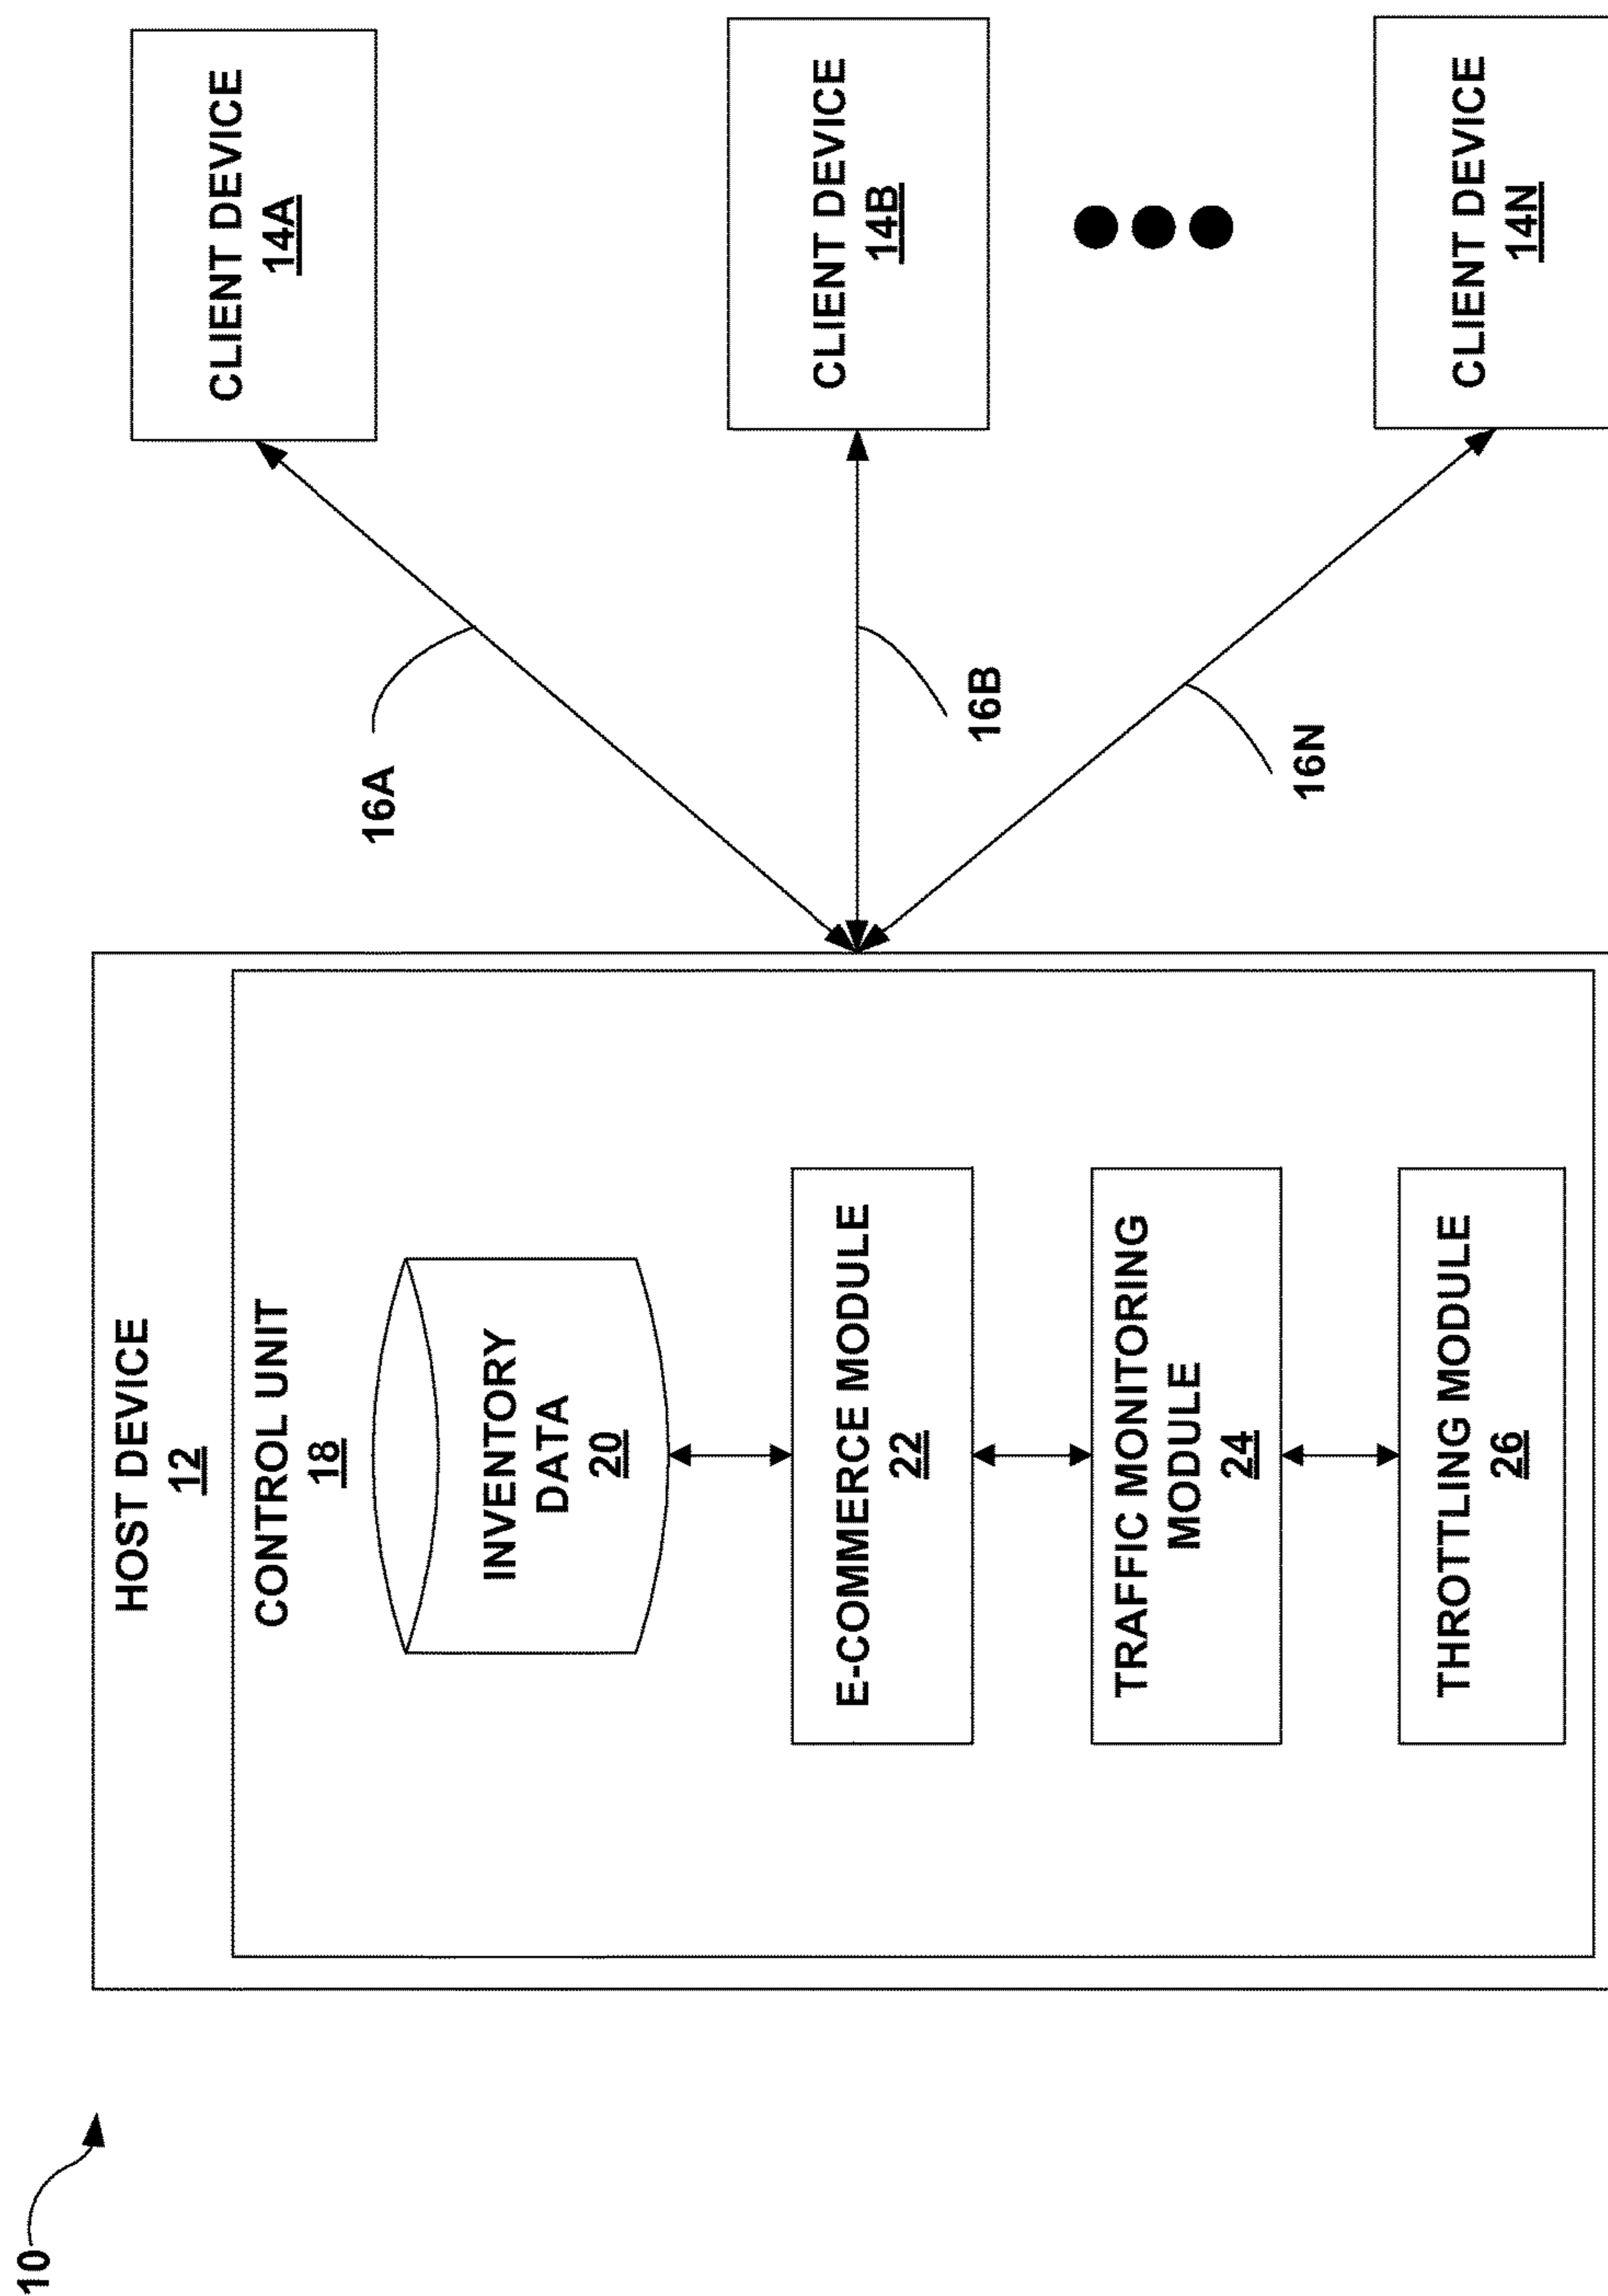 10
HOST DEVICE
12
CONTROL UNIT
18
INVENTORY
DATA
20
E-COMMERCE MODULE
22
TRAFFIC MONITORING
MODULE
24
THROTTLING MODULE
26
16A
16B
16N
CLIENT DEVICE
14A
CLIENT DEVICE
14B
CLIENT DEVICE
14N